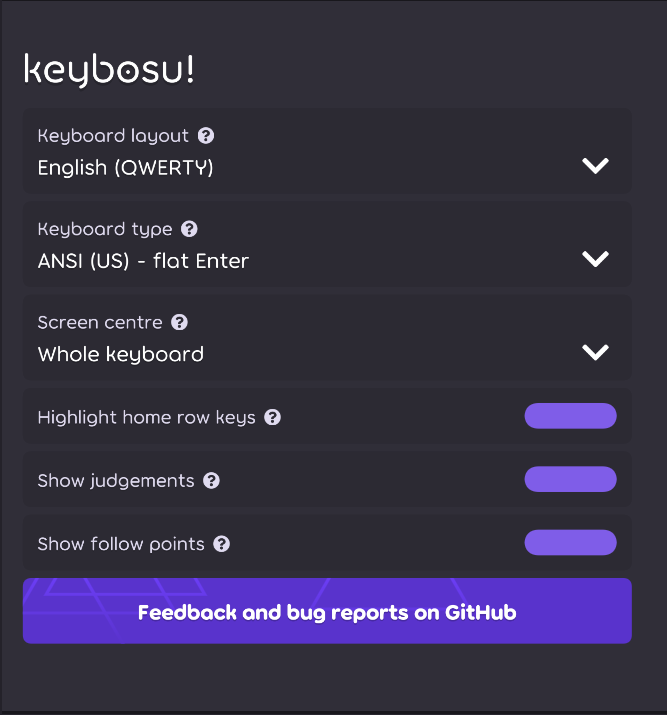 keybosu!
Keyboard layout
English (QWERTY)
Keyboard type
ANSI (US) - flat Enter
Screen centre
Whole keyboard
Highlight home row keys
Show judgements
Show follow points
Feedback and bug reports on GitHub